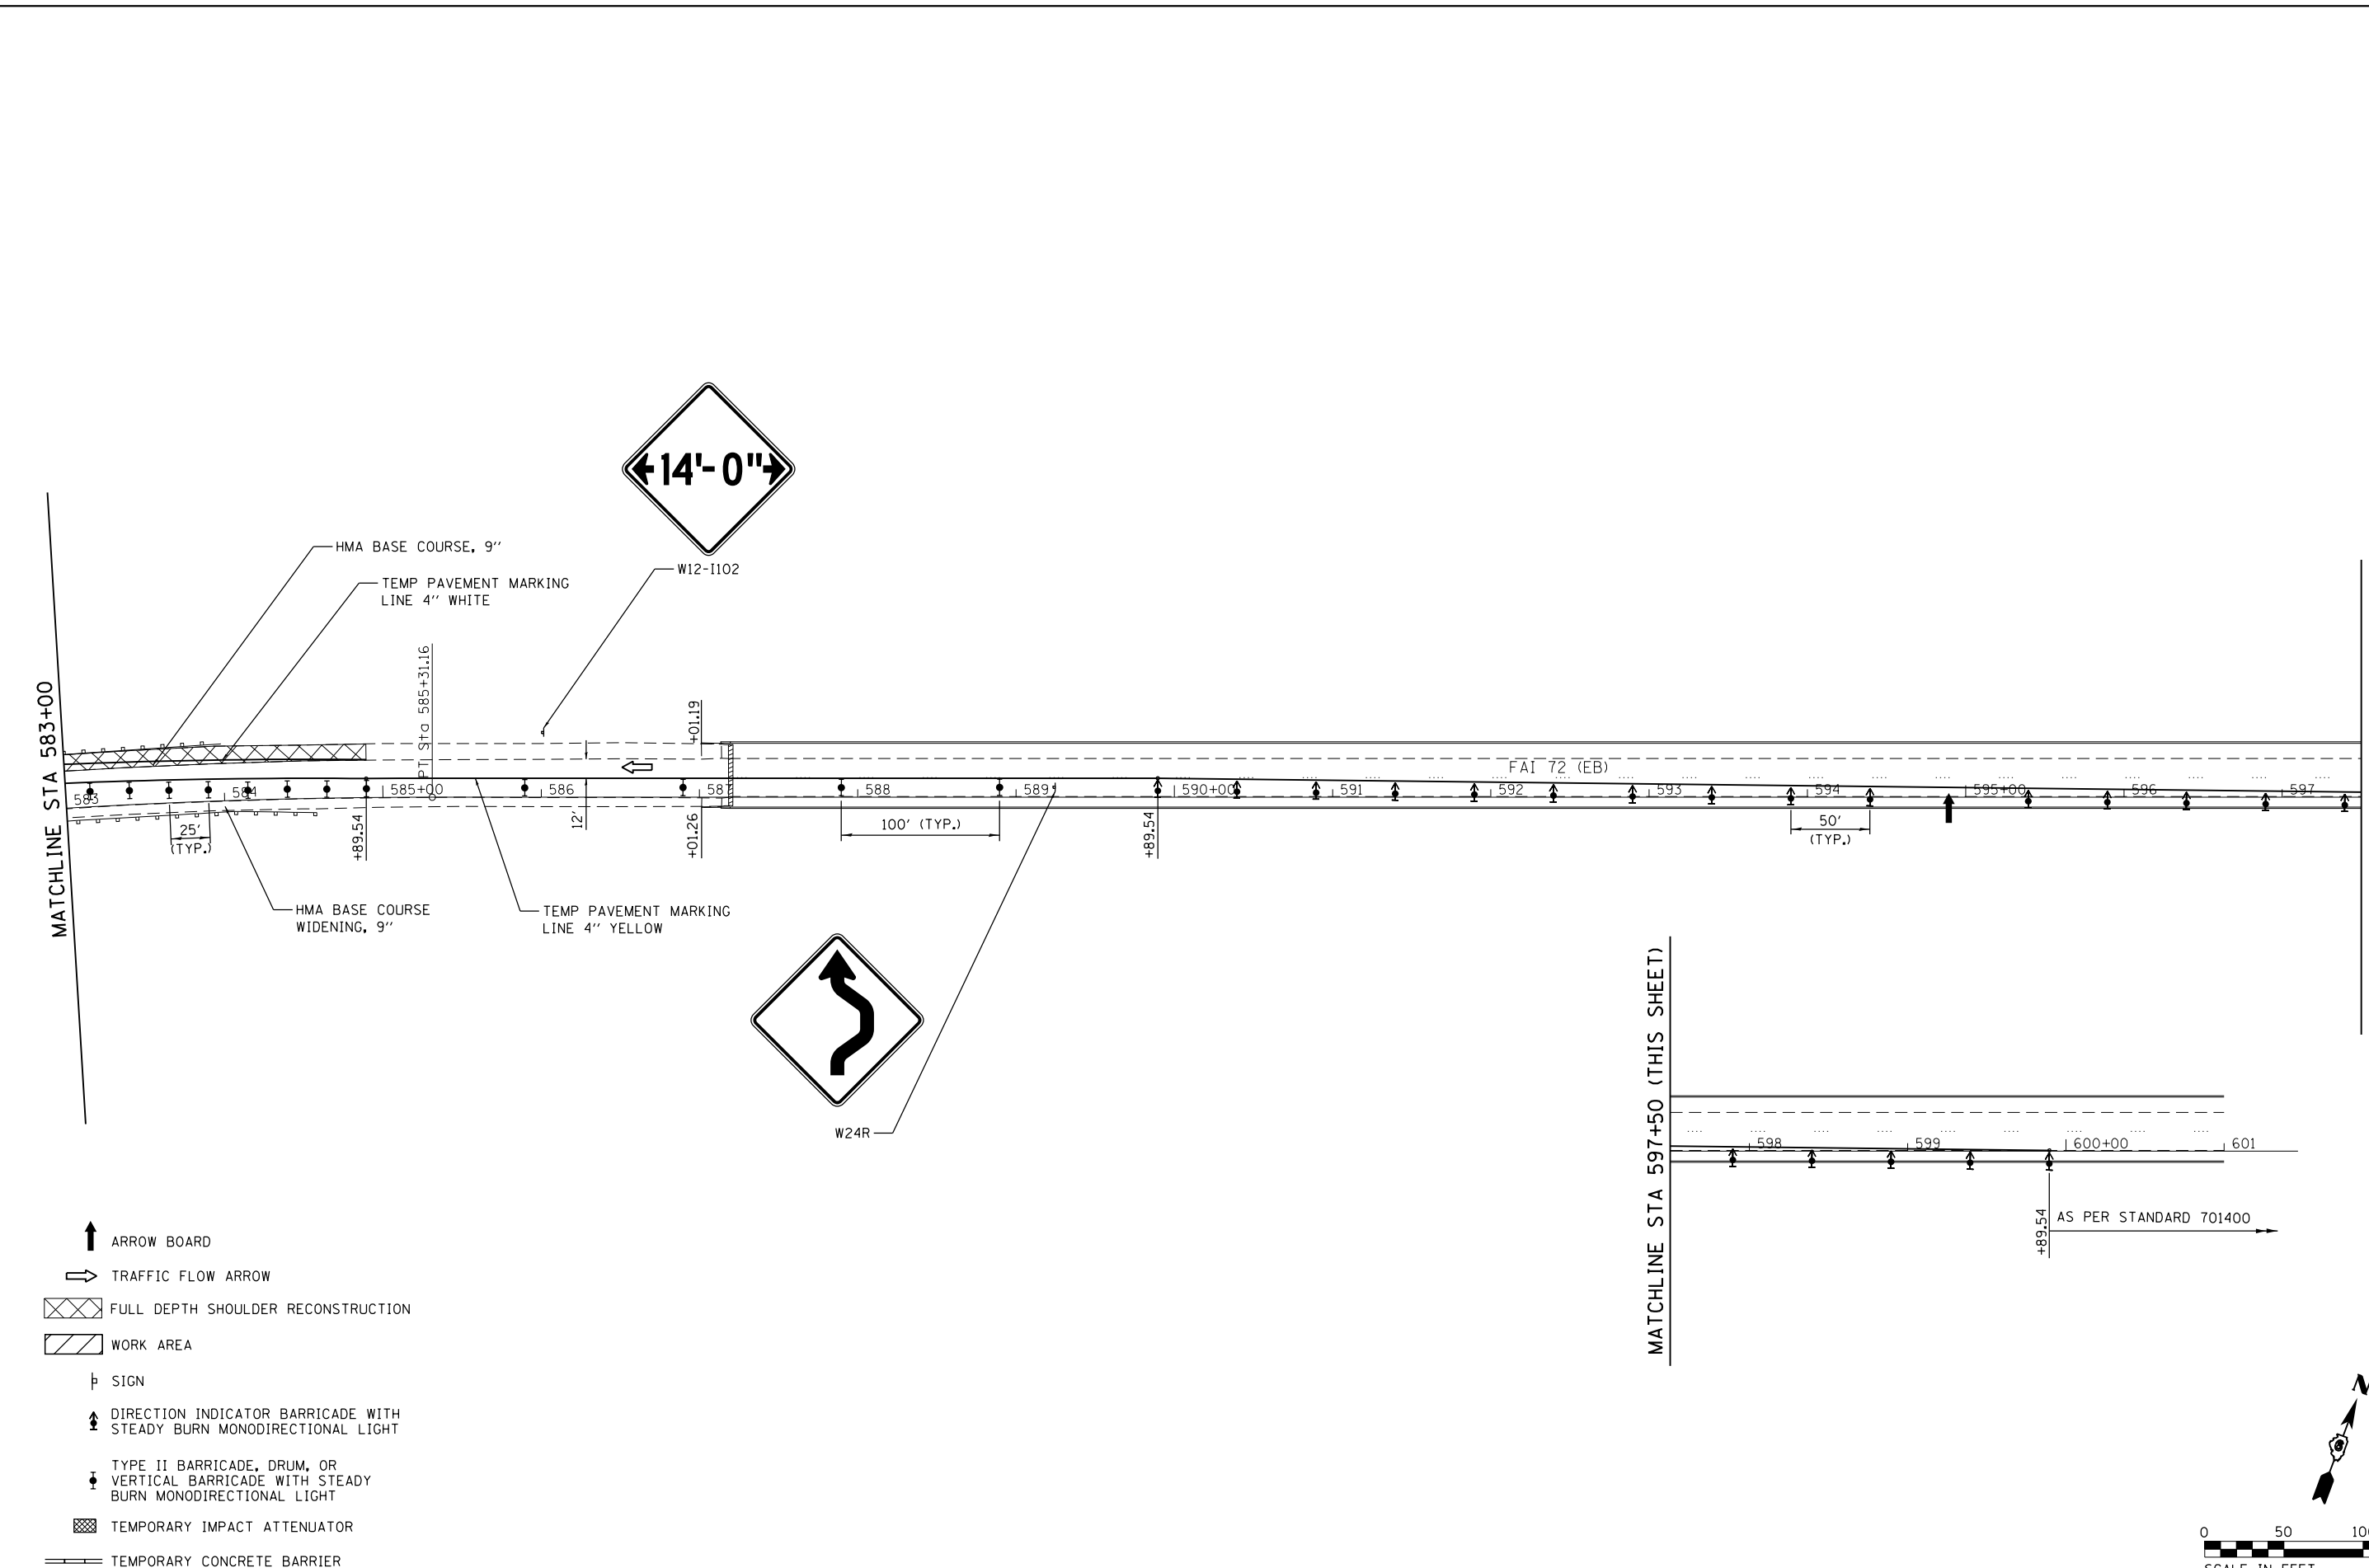 ←14'-0"→
HMA BASE COURSE, 9''
W12-I102
TEMP PAVEMENT MARKING
LINE 4'' WHITE
MATCHLINE STA 583+00
PT Sta 585+31.16
+01.19
FAI 72 (EB)
583
584
585+00
586
587
588
589
590+00
591
592
593
594
595+00
596
597
25'
(TYP.)
+89.54
12'
+01.26
100' (TYP.)
+89.54
50'
(TYP.)
HMA BASE COURSE
WIDENING, 9''
TEMP PAVEMENT MARKING
LINE 4'' YELLOW
W24R
MATCHLINE STA 597+50 (THIS SHEET)
598
599
600+00
601
+89.54
AS PER STANDARD 701400
ARROW BOARD
TRAFFIC FLOW ARROW
FULL DEPTH SHOULDER RECONSTRUCTION
WORK AREA
SIGN
DIRECTION INDICATOR BARRICADE WITH
STEADY BURN MONODIRECTIONAL LIGHT
TYPE II BARRICADE, DRUM, OR
VERTICAL BARRICADE WITH STEADY
BURN MONODIRECTIONAL LIGHT
TEMPORARY IMPACT ATTENUATOR
TEMPORARY CONCRETE BARRIER
0 50